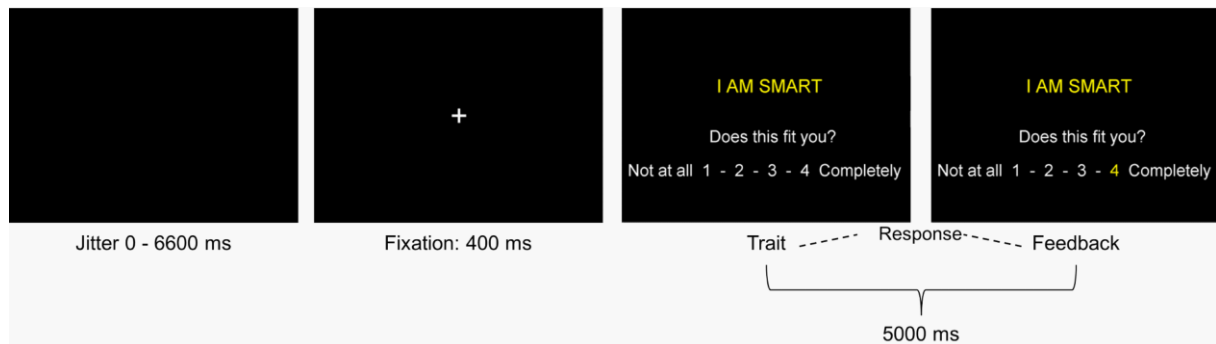 I AM SMART
Does this fit you?
Not at all 1 - 2 - 3 - 4 Completely
I AM SMART
Does this fit you?
Not at all 1 - 2 - 3 - 4 Completely
Jitter 0 - 6600 ms
Fixation: 400 ms
Trait
Response
Feedback
5000 ms